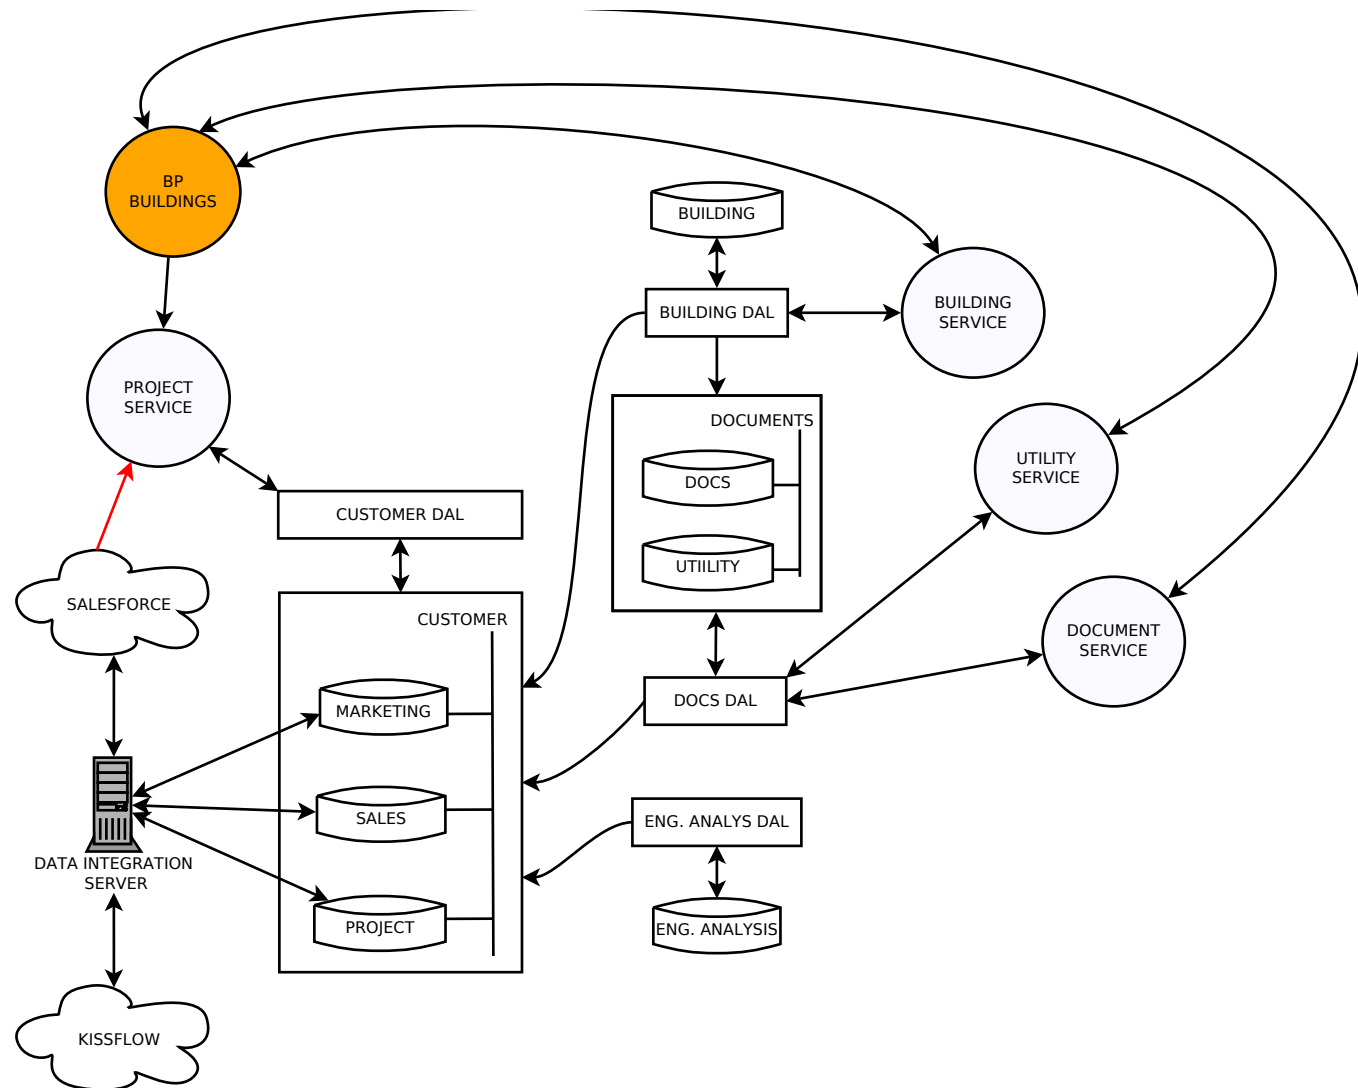 BP
BUILDINGS
BUILDING
BUILDING DAL
BUILDING
SERVICE
PROJECT
SERVICE
DOCUMENTS
DOCS
UTIILITY
UTILITY
SERVICE
CUSTOMER DAL
SALESFORCE
CUSTOMER
MARKETING
SALES
PROJECT
DOCS DAL
DOCUMENT
SERVICE
ENG. ANALYS DAL
ENG. ANALYSIS
DATA INTEGRATION
SERVER
KISSFLOW